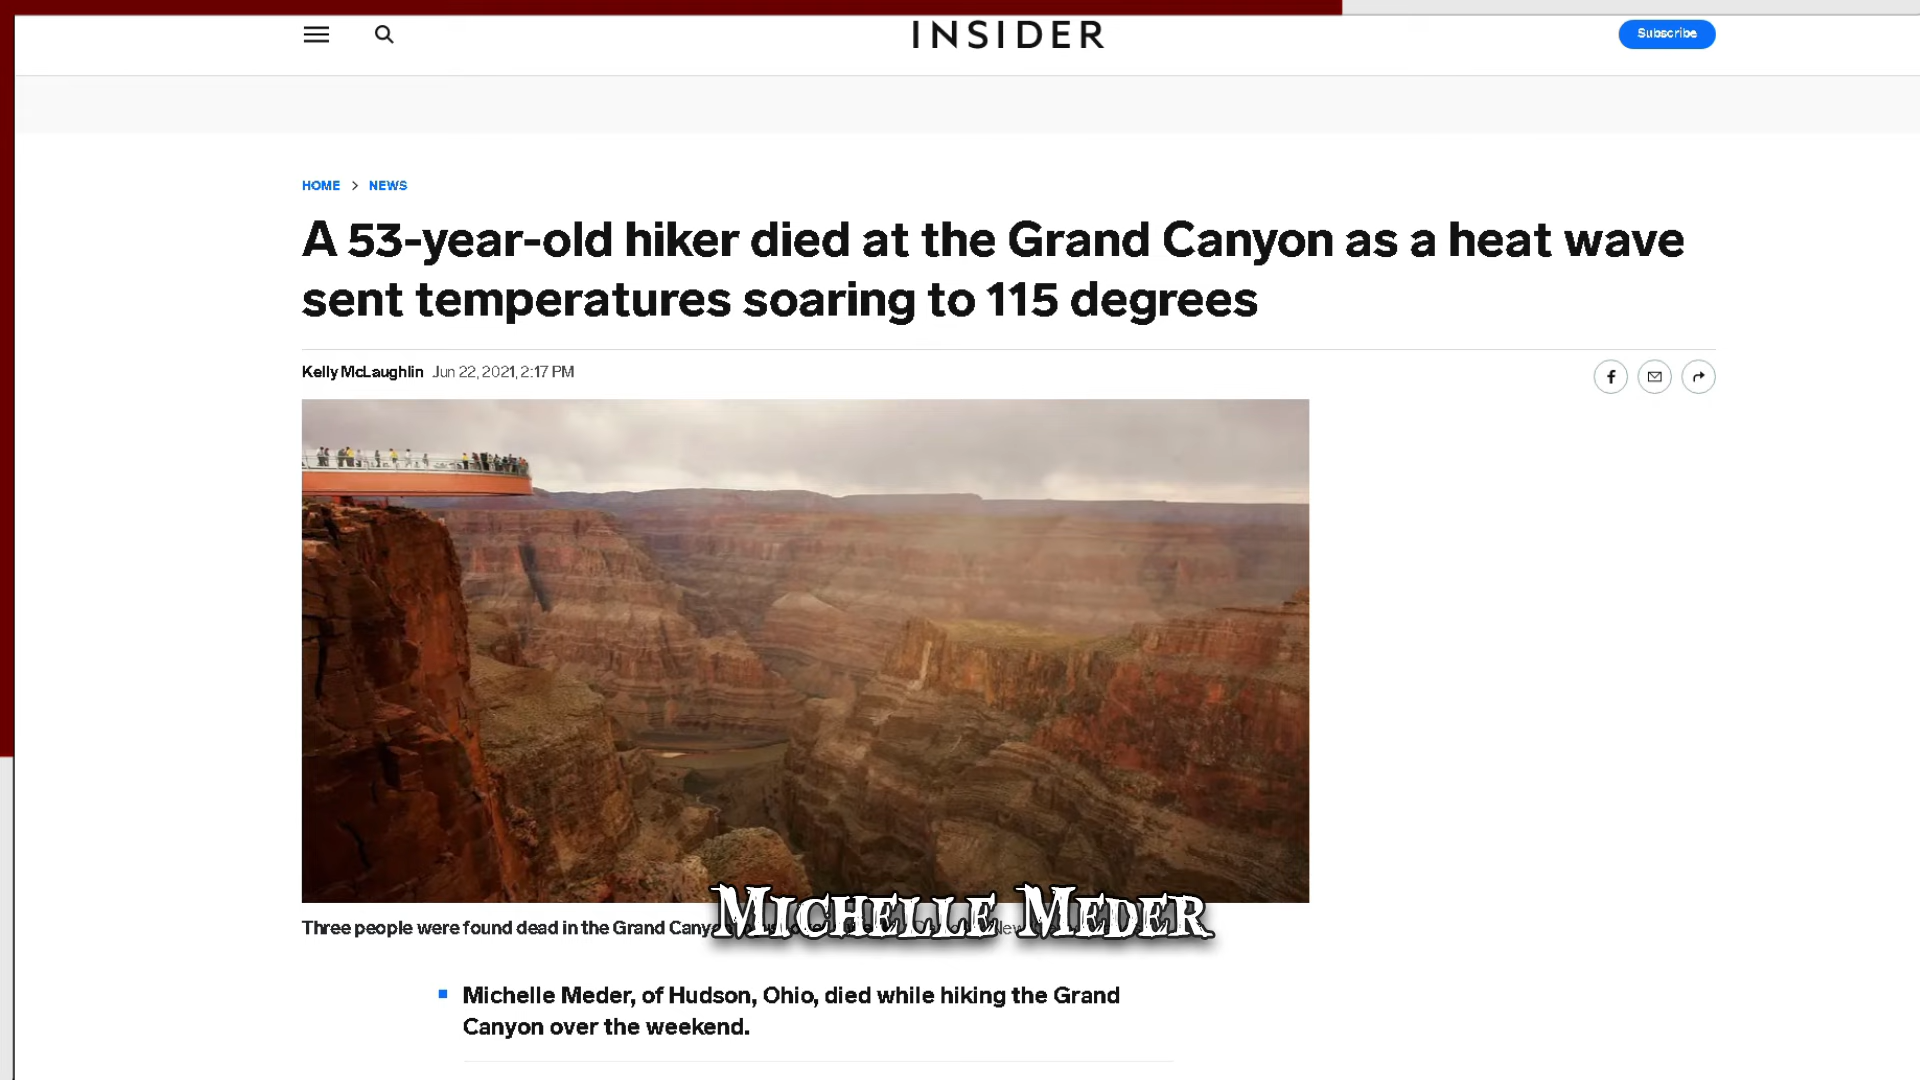 INSIDER
Subscribe
HOME > NEWS
A 53-year-old hiker died at the Grand Canyon as a heat wave
sent temperatures soaring to 115 degrees
Kelly McLaughlin Jun 22, 2021, 2:17 PM
Three people were found dead in the Grand
Michelle Meder
Michelle Meder, of Hudson, Ohio, died while hiking the Grand
Canyon over the weekend.